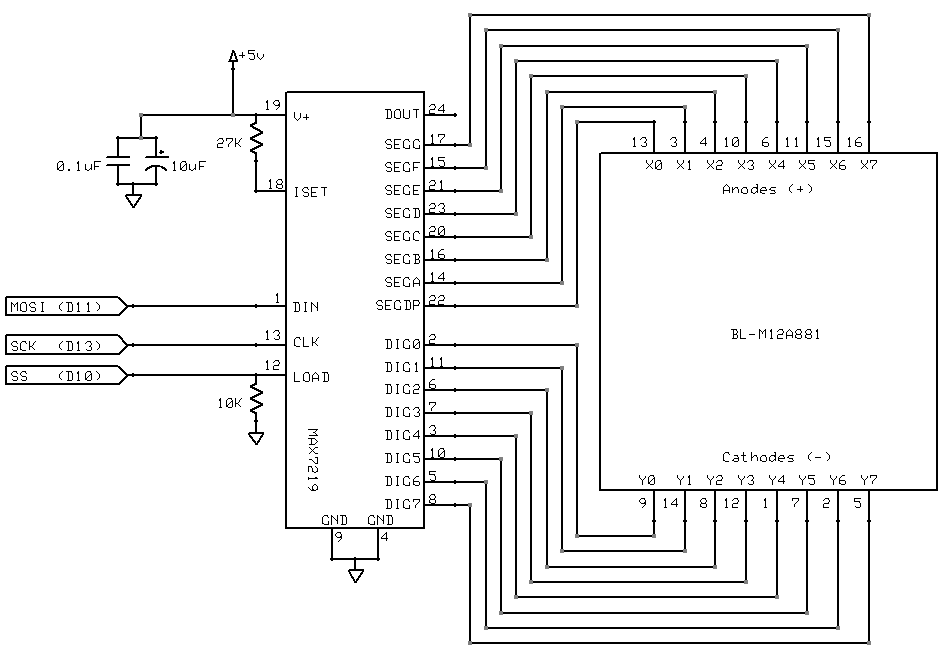 +5v
19 V+ DOUT 24
27K SEGG 17 13 3 4 10 6 11 15 16
0.1uF 10uF SEGF 15 X0 X1 X2 X3 X4 X5 X6 X7
18 ISET SEGE 21 Anodes (+)
SEGD 23
SEGC 20
SEGB 16
SEGA 14
MOSI (D11) 1 DIN SEGDP 22
BL-M12A881
SCK (D13) 13 CLK DIG0 2
SS (D10) 12 LOAD DIG1 11
10K DIG2 6
DIG3 7
DIG4 3
MAX7219 DIG5 10 Cathodes (-)
DIG6 5 Y0 Y1 Y2 Y3 Y4 Y5 Y6 Y7
DIG7 8 9 14 8 12 1 7 2 5
GND GND
9 4